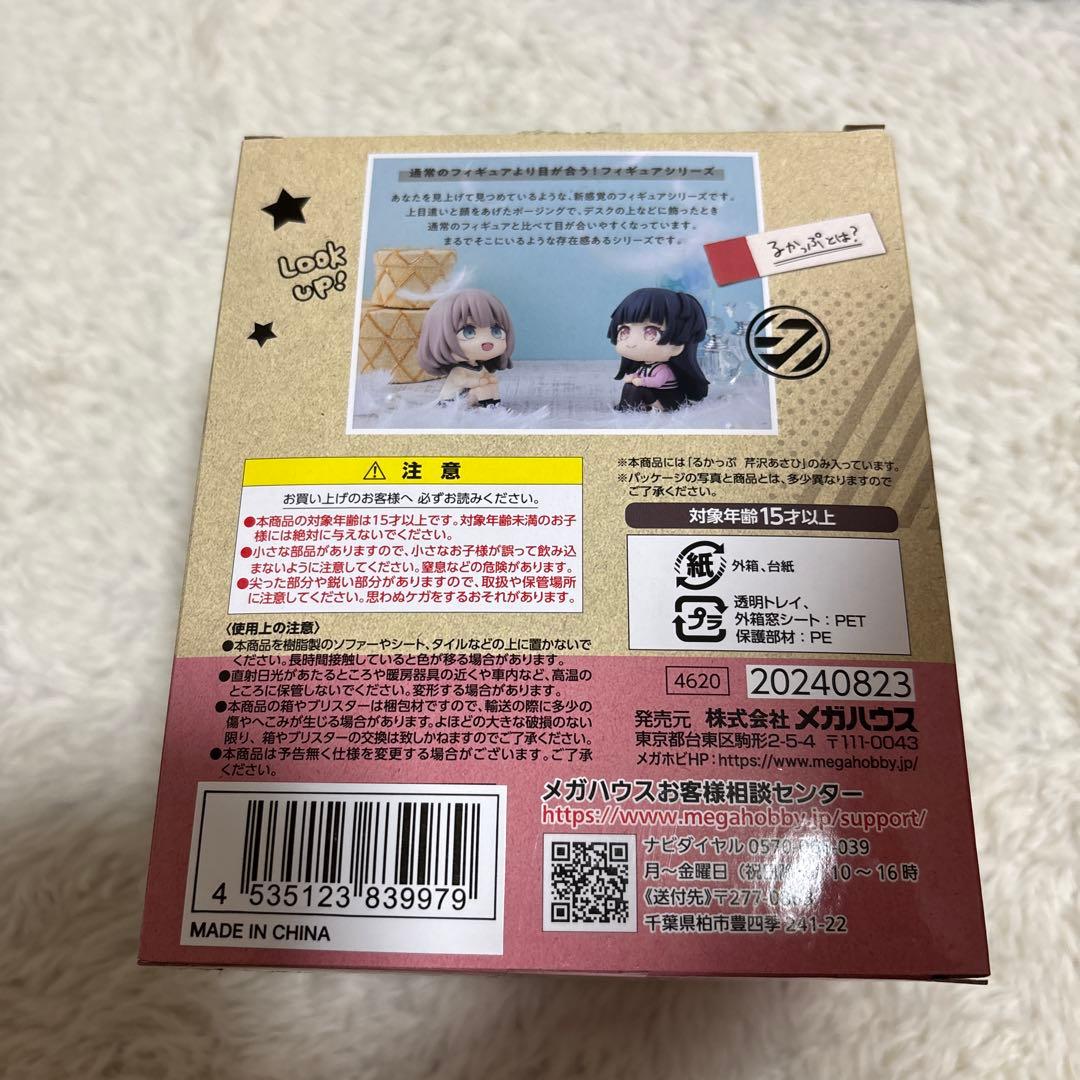 通常のフィギュアより目が合う!フィギュアシリーズ
あなたを見上げて見つめているような、新感覚のフィギュアシリーズです。
上目遣いと顔をあげたポージングで、デスクの上などに飾ったとき
通常のフィギュアと比べて目が合いやすくなっています。
まるでそこにいるような存在感あるシリーズです。
るかっぷとは?
Look
up!
注意
お買い上げのお客様へ 必ずお読みください。
●本商品の対象年齢は15才以上です。対象年齢未満のお子
様には絶対に与えないでください。
●小さな部品がありますので、小さなお子様が誤って飲み込
まないように注意してください。窒息などの危険があります。
●尖った部分や鋭い部分がありますので、取扱や保管場所
に注意してください。思わぬケガをするおそれがあります。
〈使用上の注意〉
●本商品を樹脂製のソファーやシート、タイルなどの上に置かないで
ください。長時間接触していると色が移る場合があります。
●直射日光があたるところや暖房器具の近くや車内など、高温の
ところに保管しないでください。変形する場合があります。
●本商品の箱やブリスターは梱包材ですので、輸送の際に多少の
傷やへこみが生じる場合があります。よほどの大きな破損のない
限り、箱やブリスターの交換は致しかねますのでご了承ください。
●本商品は予告無く仕様を変更する場合がございます。ご了承
ください。
4 535123 839979
MADE IN CHINA
※本商品には「るかっぷ 芹沢あさひ」のみ入っています。
※パッケージの写真と商品とは、多少異なりますので
ご了承ください。
対象年齢15才以上
紙 外箱、台紙
プラ 透明トレイ、
外箱窓シート:PET
保護部材:PE
4620 20240823
発売元 株式会社 メガハウス
東京都台東区駒形2-5-4 〒111-0043
メガホビHP:https://www.megahobby.jp/
メガハウスお客様相談センター
https://www.megahobby.jp/support/
ナビダイヤル 0570-039
月~金曜日(祝日 10~16時
《送付先》〒277-0863
千葉県柏市豊四季241-22